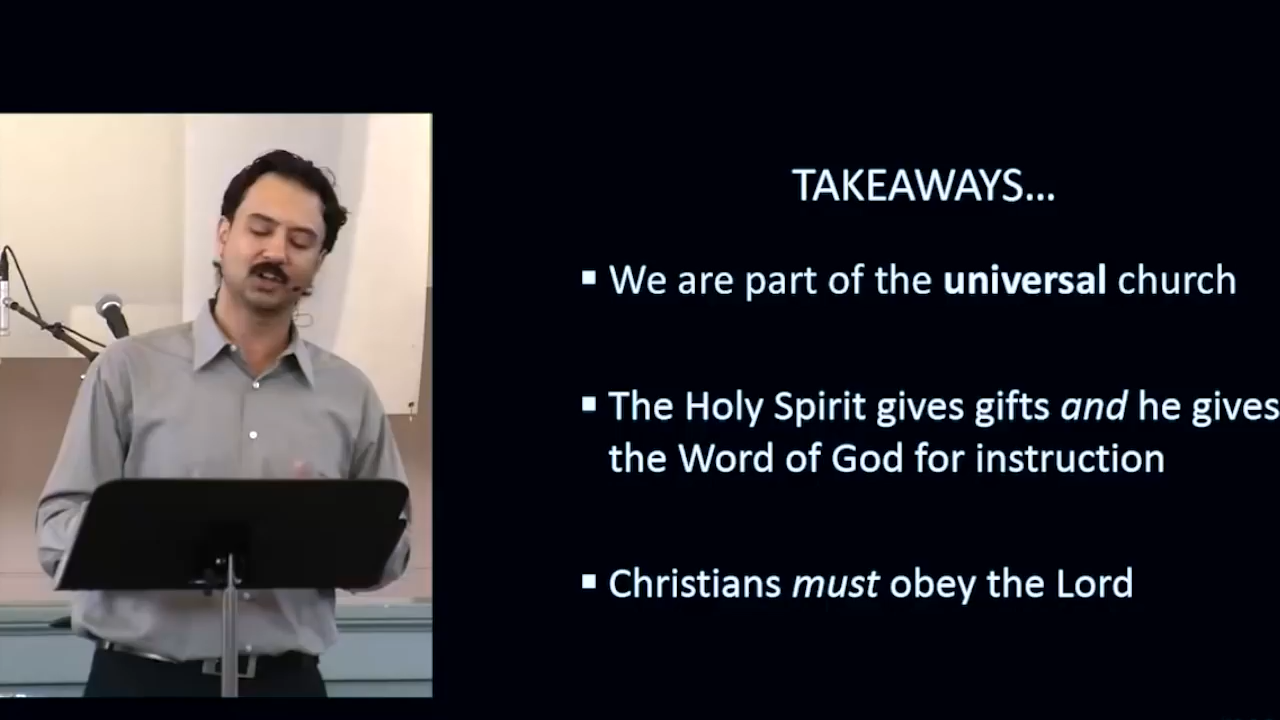 TAKEAWAYS...
▪ We are part of the universal church
▪ The Holy Spirit gives gifts and he gives
the Word of God for instruction
▪ Christians must obey the Lord